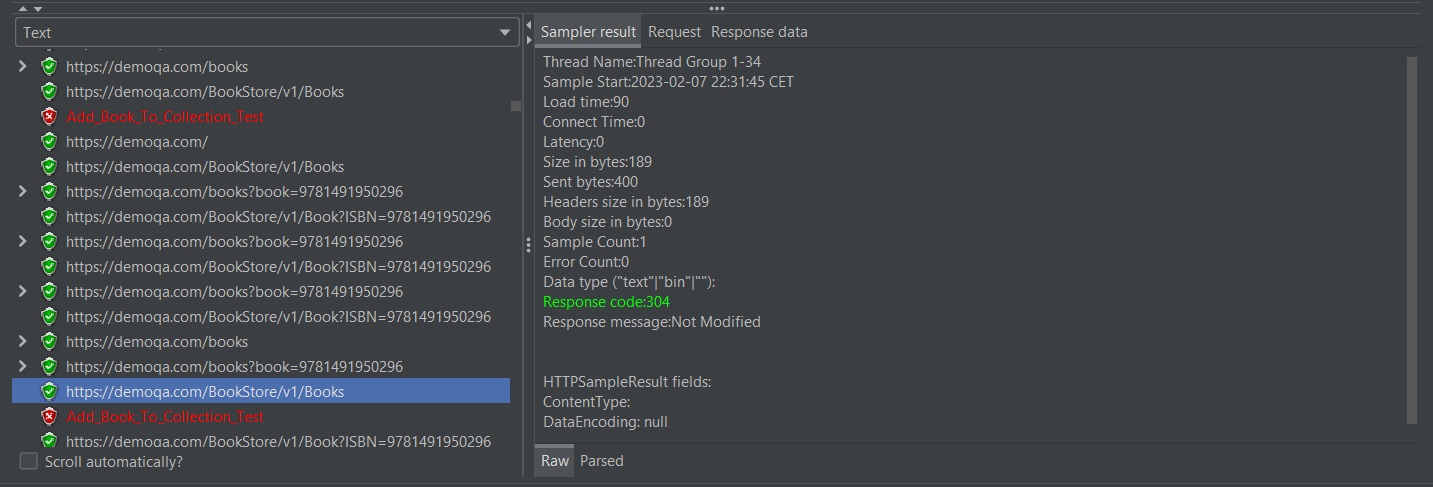 Text
https://demoqa.com/books
https://demoqa.com/BookStore/v1/Books
Add_Book_To_Collection_Test
https://demoqa.com/
https://demoqa.com/BookStore/v1/Books
https://demoqa.com/books?book=9781491950296
https://demoqa.com/BookStore/v1/Book?ISBN=9781491950296
https://demoqa.com/books?book=9781491950296
https://demoqa.com/BookStore/v1/Book?ISBN=9781491950296
https://demoqa.com/books?book=9781491950296
https://demoqa.com/BookStore/v1/Book?ISBN=9781491950296
https://demoqa.com/books
https://demoqa.com/books?book=9781491950296
https://demoqa.com/BookStore/v1/Books
Add_Book_To_Collection_Test
https://demoqa.com/BookStore/v1/Book?ISBN=9781491950296
Scroll automatically?
Sampler result Request Response data
Thread Name:Thread Group 1-34
Sample Start:2023-02-07 22:31:45 CET
Load time:90
Connect Time:0
Latency:0
Size in bytes:189
Sent bytes:400
Headers size in bytes:189
Body size in bytes:0
Sample Count:1
Error Count:0
Data type ("text"|"bin"|""):
Response code:304
Response message:Not Modified
HTTPSampleResult fields:
ContentType:
DataEncoding: null
Raw Parsed